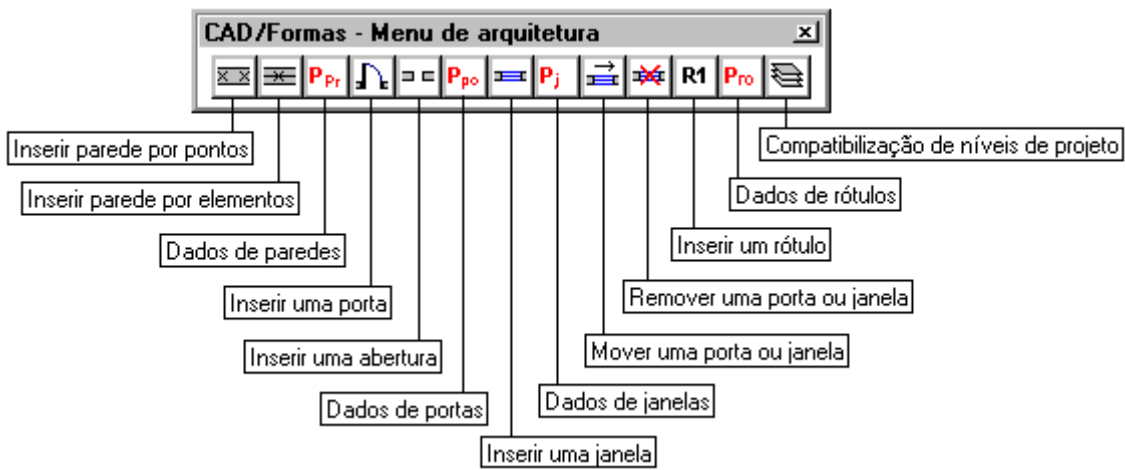 CAD/Formas - Menu de arquitetura
PPr Ppo Pj R1 Pro
Inserir parede por pontos
Compatibilização de níveis de projeto
Inserir parede por elementos
Dados de rótulos
Dados de paredes
Inserir um rótulo
Inserir uma porta
Remover uma porta ou janela
Inserir uma abertura
Mover uma porta ou janela
Dados de portas
Dados de janelas
Inserir uma janela